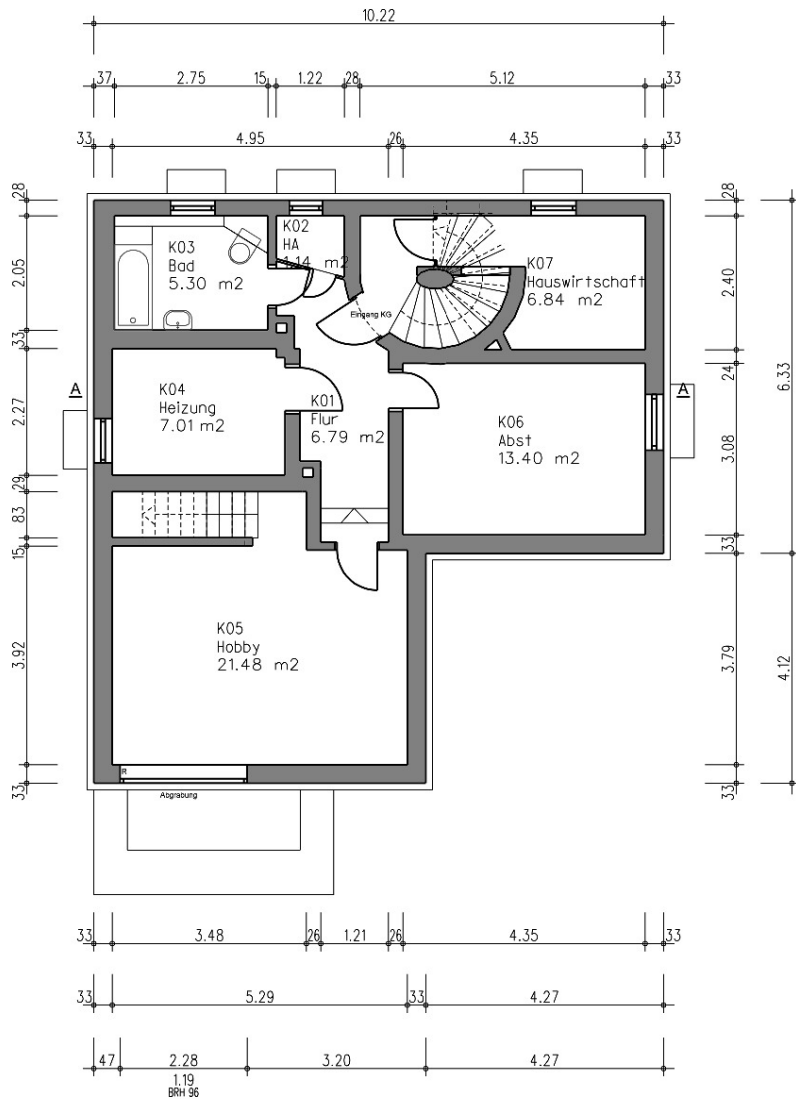 10.22
37 2.75 15 1.22 28 5.12 33
33 4.95 26 4.35 33
28
2.05
33
2.27
29
83
15
3.92
33
K02
HA
1.14 m2
K03
Bad
5.30 m2
K07
Hauswirtschaft
6.84 m2
Eingang KG
A
A
K04
Heizung
7.01 m2
K01
Flur
6.79 m2
K06
Abst
13.40 m2
K05
Hobby
21.48 m2
R
Abgrabung
28
2.40
24
3.08
33
3.79
33
6.33
4.12
33 3.48 26 1.21 26 4.35 33
33 5.29 33 4.27
47 2.28 3.20 4.27
1.19
BRH 96